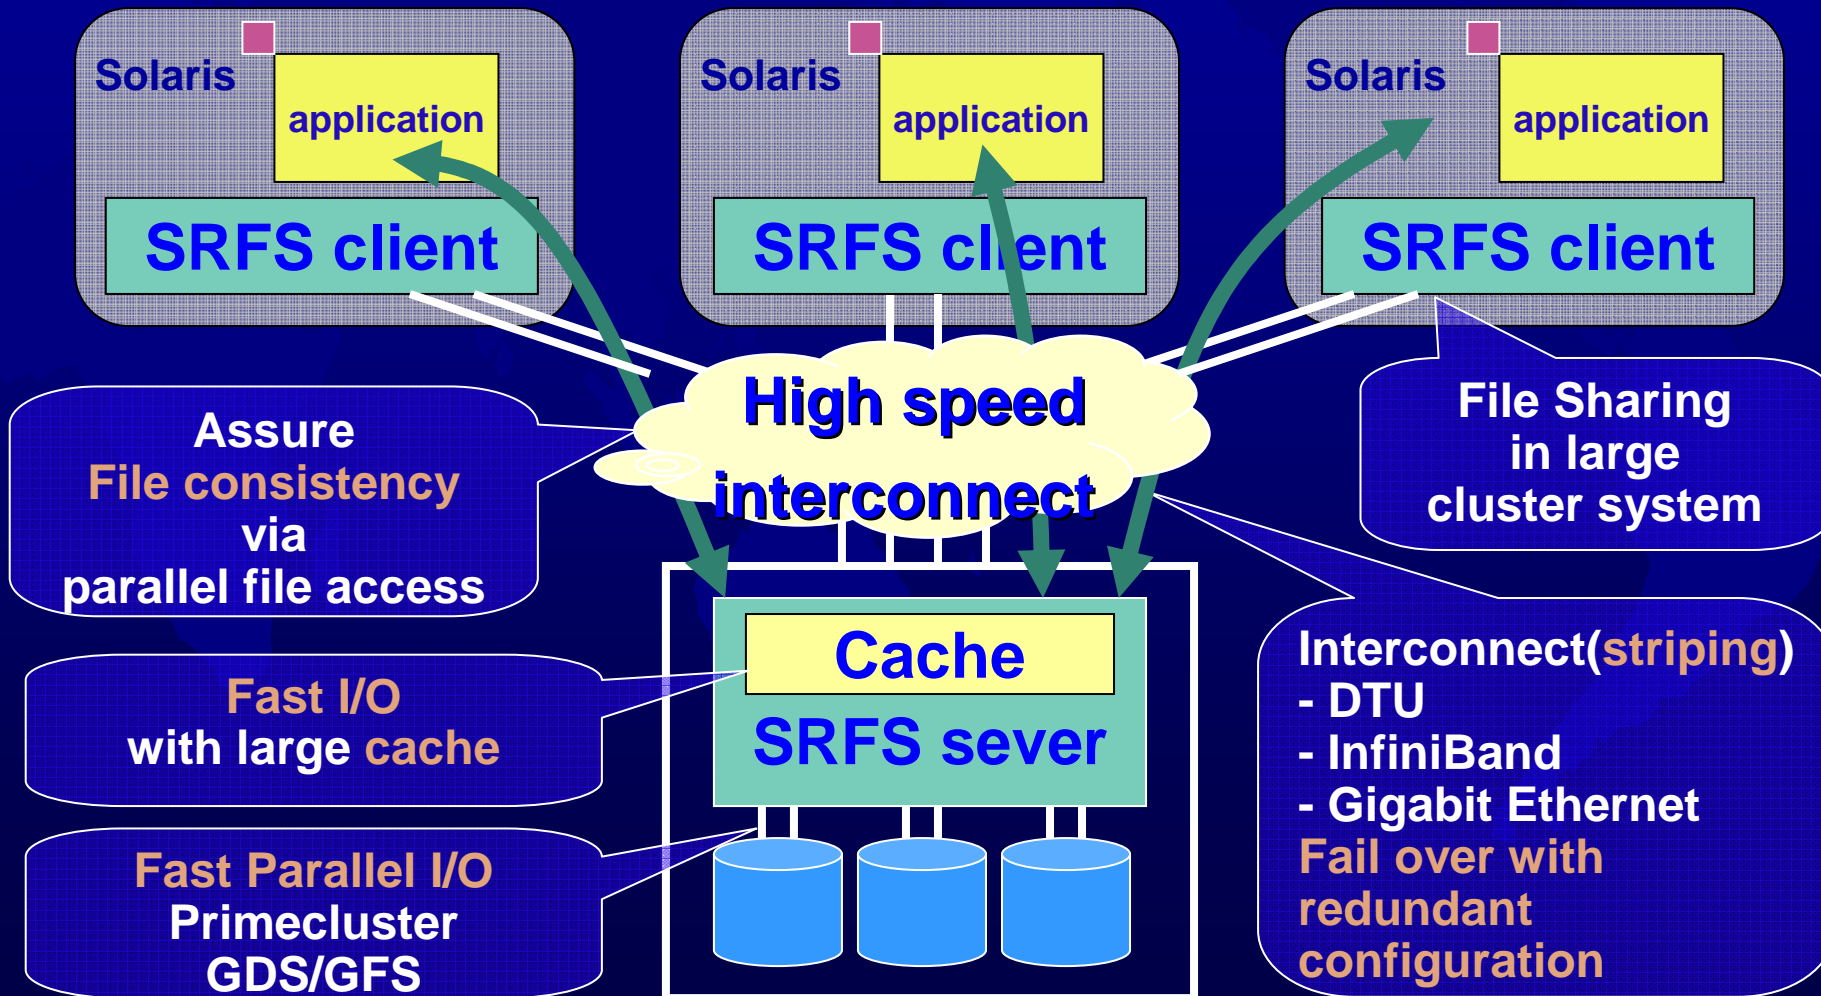 Solaris
application
SRFS client
Solaris
application
SRFS client
Solaris
application
SRFS client
High speed
interconnect
Assure
File consistency
via
parallel file access
File Sharing
in large
cluster system
Fast I/O
with large cache
Cache
SRFS sever
Interconnect(striping)
- DTU
- InfiniBand
- Gigabit Ethernet
Fail over with
redundant
configuration
Fast Parallel I/O
Primecluster
GDS/GFS